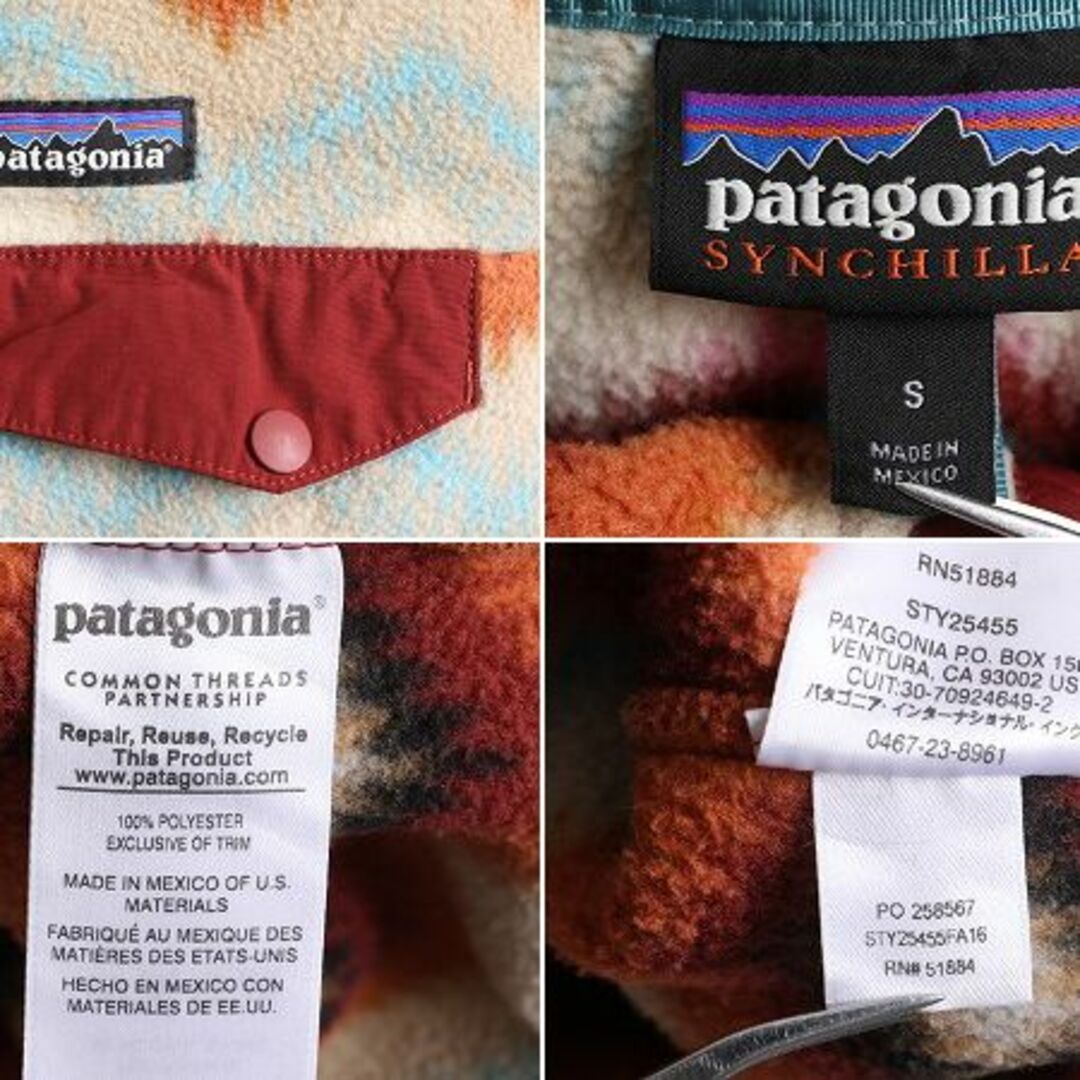 patagonia®
patagonia
SYNCHILLA
S
MADE IN
MEXICO
patagonia®
COMMON THREADS
PARTNERSHIP
Repair, Reuse, Recycle
This Product
www.patagonia.com
100% POLYESTER
EXCLUSIVE OF TRIM
MADE IN MEXICO OF U.S.
MATERIALS
FABRIQUÉ AU MEXIQUE DES
MATIÈRES DES ETATS-UNIS
HECHO EN MEXICO CON
MATERIALES DE EE.UU.
RN51884
STY25455
PATAGONIA P.O. BOX
VENTURA, CA 93002 US
CUIT:30-70924649-2
パタゴニア・インターナショナル・インク
0467-23-8961
PO 258567
STY25455FA16
RN# 51884